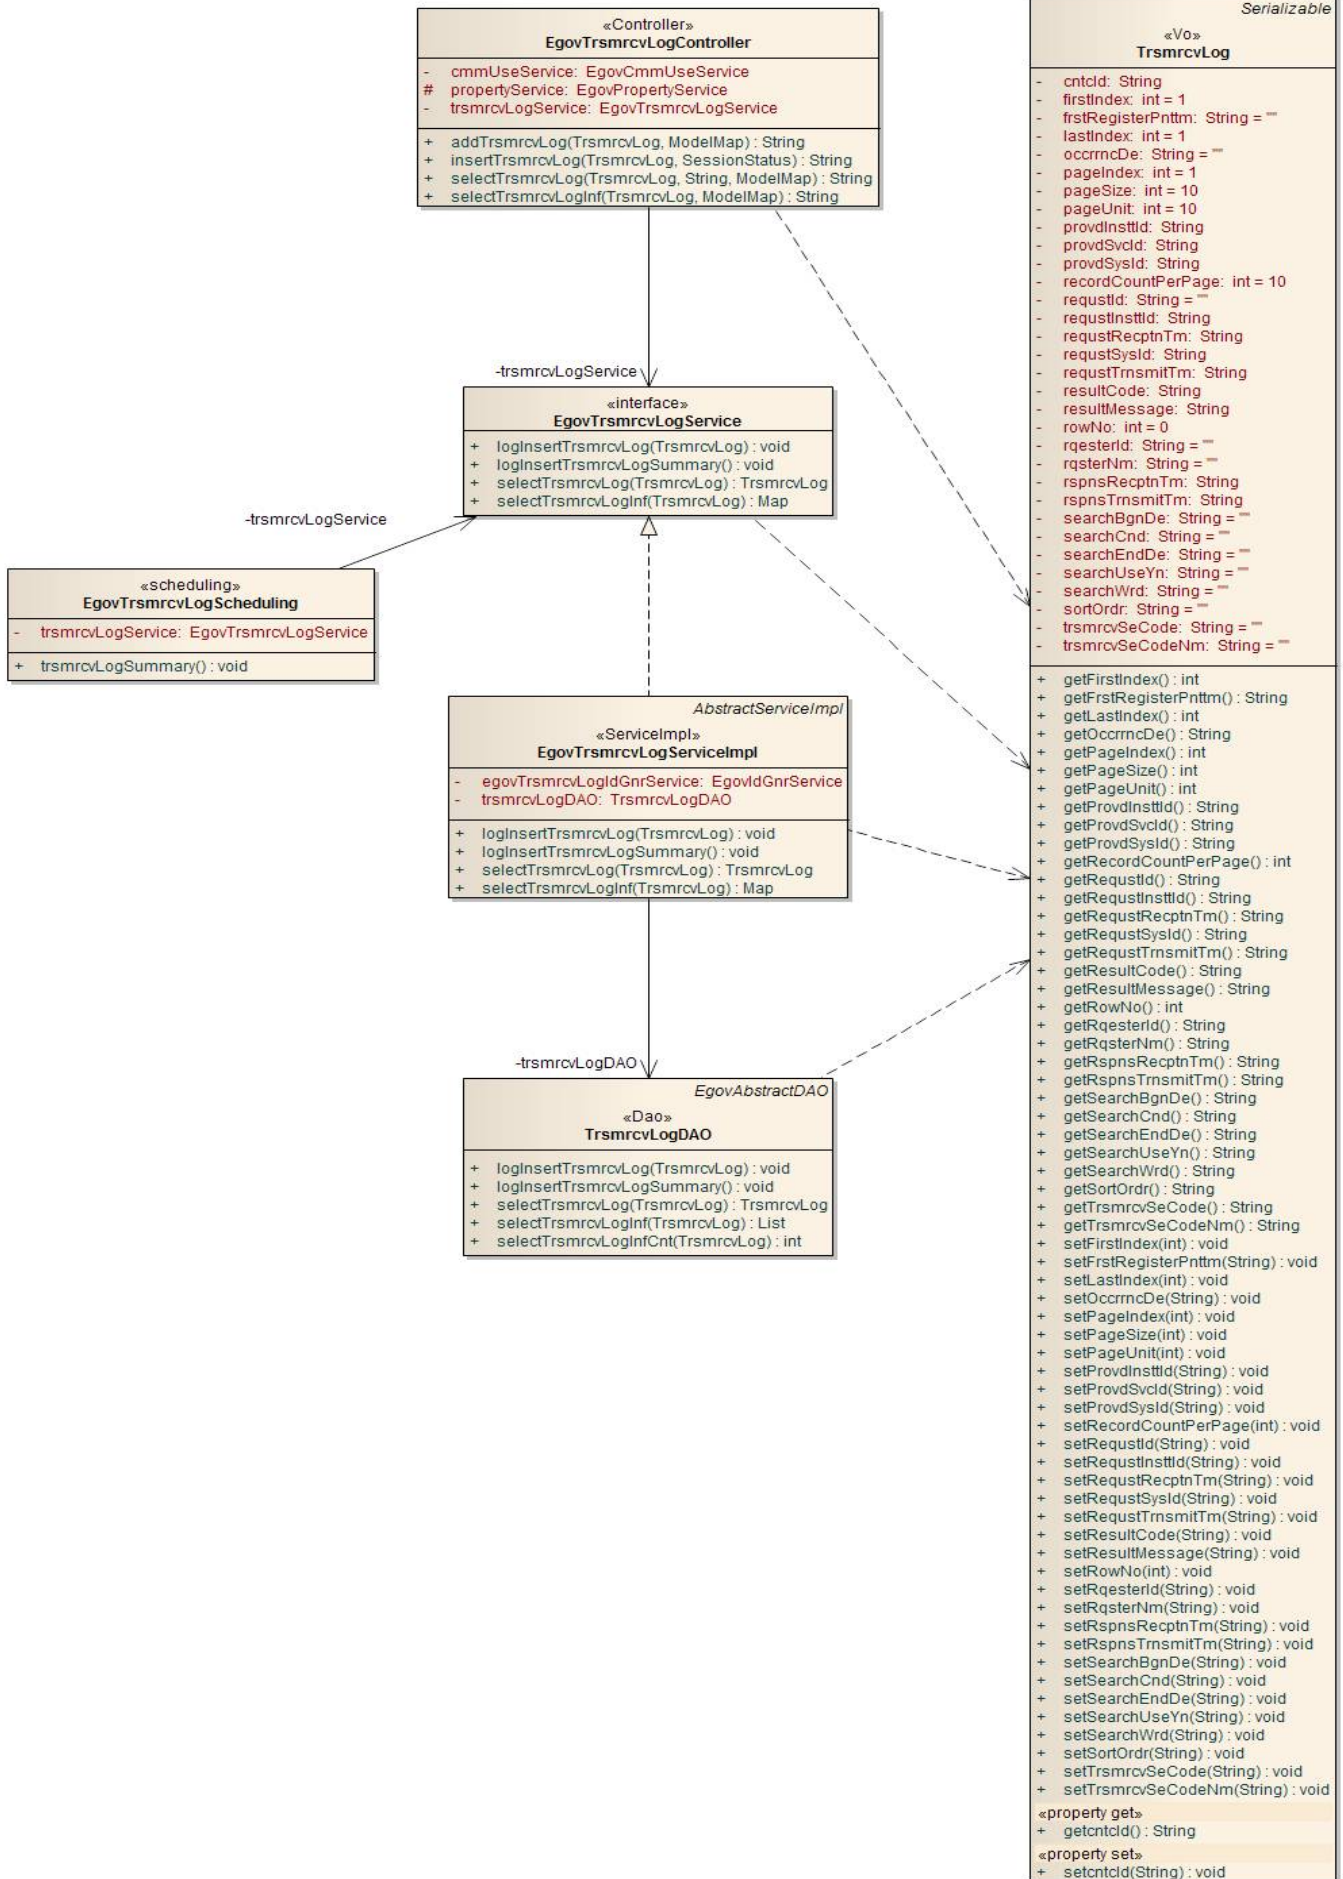 «Controller»
EgovTrsmrcvLogController
- cmmUseService: EgovCmmUseService
# propertyService: EgovPropertyService
- trsmrcvLogService: EgovTrsmrcvLogService
+ addTrsmrcvLog(TrsmrcvLog, ModelMap) : String
+ insertTrsmrcvLog(TrsmrcvLog, SessionStatus) : String
+ selectTrsmrcvLog(TrsmrcvLog, String, ModelMap) : String
+ selectTrsmrcvLogInf(TrsmrcvLog, ModelMap) : String
-trsmrcvLogService
«interface»
EgovTrsmrcvLogService
+ logInsertTrsmrcvLog(TrsmrcvLog) : void
+ logInsertTrsmrcvLogSummary() : void
+ selectTrsmrcvLog(TrsmrcvLog) : TrsmrcvLog
+ selectTrsmrcvLogInf(TrsmrcvLog) : Map
-trsmrcvLogService
«scheduling»
EgovTrsmrcvLogScheduling
- trsmrcvLogService: EgovTrsmrcvLogService
+ trsmrcvLogSummary() : void
AbstractServiceImpl
«ServiceImpl»
EgovTrsmrcvLogServiceImpl
- egovTrsmrcvLogIdGnrService: EgovIdGnrService
- trsmrcvLogDAO: TrsmrcvLogDAO
+ logInsertTrsmrcvLog(TrsmrcvLog) : void
+ logInsertTrsmrcvLogSummary() : void
+ selectTrsmrcvLog(TrsmrcvLog) : TrsmrcvLog
+ selectTrsmrcvLogInf(TrsmrcvLog) : Map
-trsmrcvLogDAO
EgovAbstractDAO
«Dao»
TrsmrcvLogDAO
+ logInsertTrsmrcvLog(TrsmrcvLog) : void
+ logInsertTrsmrcvLogSummary() : void
+ selectTrsmrcvLog(TrsmrcvLog) : TrsmrcvLog
+ selectTrsmrcvLogInf(TrsmrcvLog) : List
+ selectTrsmrcvLogInfCnt(TrsmrcvLog) : int
Serializable
«Vo»
TrsmrcvLog
- cntcId: String
- firstIndex: int = 1
- frstRegisterPnttm: String = ""
- lastIndex: int = 1
- occrrncDe: String = ""
- pageIndex: int = 1
- pageSize: int = 10
- pageUnit: int = 10
- provdInsttId: String
- provdSvcId: String
- provdSysId: String
- recordCountPerPage: int = 10
- requstId: String = ""
- requstInsttId: String
- requstRecptnTm: String
- requstSysId: String
- requstTrnsmitTm: String
- resultCode: String
- resultMessage: String
- rowNo: int = 0
- rqesterId: String = ""
- rqsterNm: String = ""
- rspnsRecptnTm: String
- rspnsTrnsmitTm: String
- searchBgnDe: String = ""
- searchCnd: String = ""
- searchEndDe: String = ""
- searchUseYn: String = ""
- searchWrd: String = ""
- sortOrdr: String = ""
- trsmrcvSeCode: String = ""
- trsmrcvSeCodeNm: String = ""
+ getFirstIndex() : int
+ getFrstRegisterPnttm() : String
+ getLastIndex() : int
+ getOccrrncDe() : String
+ getPageIndex() : int
+ getPageSize() : int
+ getPageUnit() : int
+ getProvdInsttId() : String
+ getProvdSvcId() : String
+ getProvdSysId() : String
+ getRecordCountPerPage() : int
+ getRequstId() : String
+ getRequstInsttId() : String
+ getRequstRecptnTm() : String
+ getRequstSysId() : String
+ getRequstTrnsmitTm() : String
+ getResultCode() : String
+ getResultMessage() : String
+ getRowNo() : int
+ getRqesterId() : String
+ getRqsterNm() : String
+ getRspnsRecptnTm() : String
+ getRspnsTrnsmitTm() : String
+ getSearchBgnDe() : String
+ getSearchCnd() : String
+ getSearchEndDe() : String
+ getSearchUseYn() : String
+ getSearchWrd() : String
+ getSortOrdr() : String
+ getTrsmrcvSeCode() : String
+ getTrsmrcvSeCodeNm() : String
+ setFirstIndex(int) : void
+ setFrstRegisterPnttm(String) : void
+ setLastIndex(int) : void
+ setOccrrncDe(String) : void
+ setPageIndex(int) : void
+ setPageSize(int) : void
+ setPageUnit(int) : void
+ setProvdInsttId(String) : void
+ setProvdSvcId(String) : void
+ setProvdSysId(String) : void
+ setRecordCountPerPage(int) : void
+ setRequstId(String) : void
+ setRequstInsttId(String) : void
+ setRequstRecptnTm(String) : void
+ setRequstSysId(String) : void
+ setRequstTrnsmitTm(String) : void
+ setResultCode(String) : void
+ setResultMessage(String) : void
+ setRowNo(int) : void
+ setRqesterId(String) : void
+ setRqsterNm(String) : void
+ setRspnsRecptnTm(String) : void
+ setRspnsTrnsmitTm(String) : void
+ setSearchBgnDe(String) : void
+ setSearchCnd(String) : void
+ setSearchEndDe(String) : void
+ setSearchUseYn(String) : void
+ setSearchWrd(String) : void
+ setSortOrdr(String) : void
+ setTrsmrcvSeCode(String) : void
+ setTrsmrcvSeCodeNm(String) : void
«property get»
+ getcntcId() : String
«property set»
+ setcntcId(String) : void